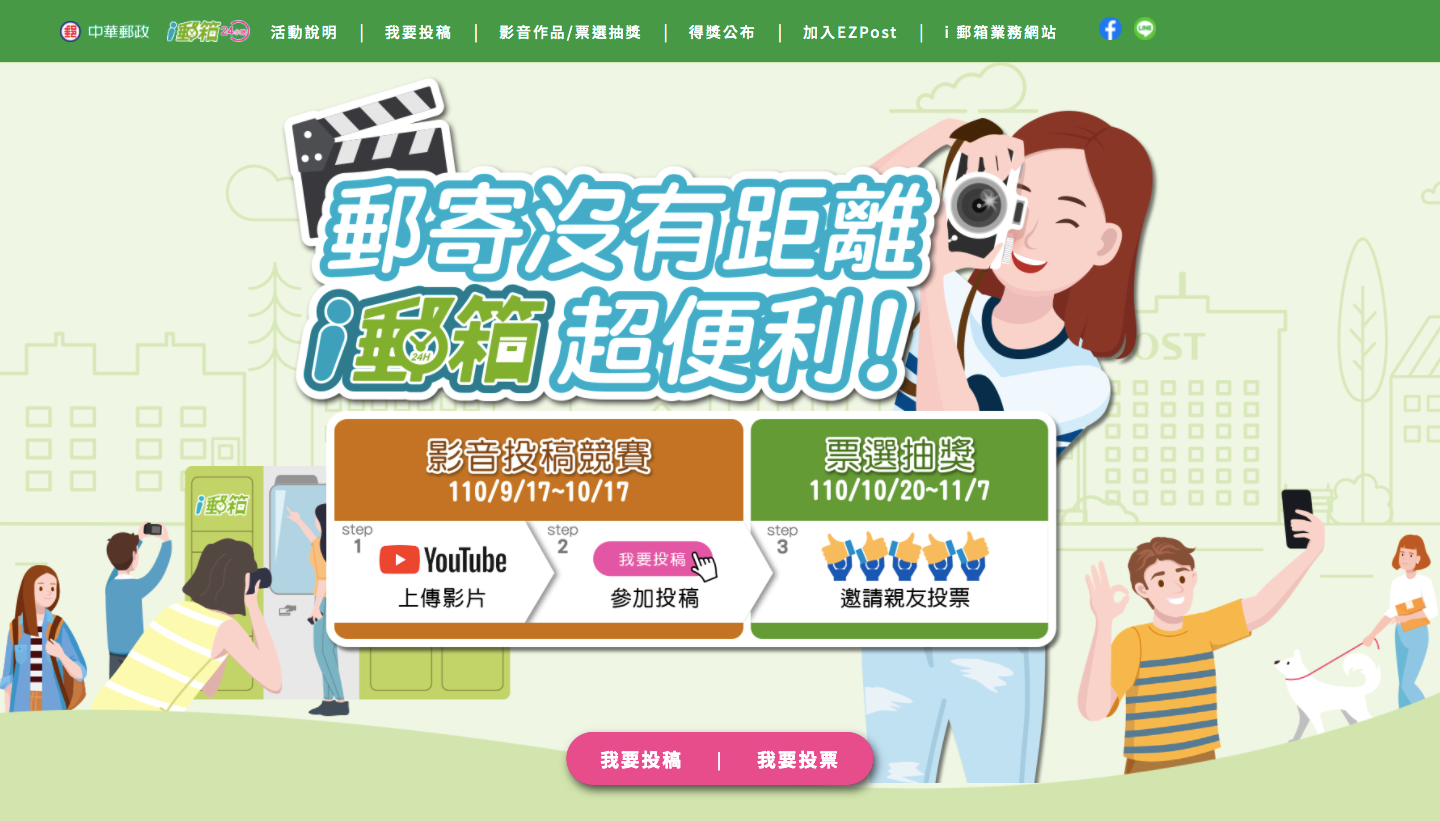 中華郵政 i郵箱24hr 活動說明 | 我要投稿 | 影音作品/票選抽獎 | 得獎公布 | 加入EZPost | i 郵箱業務網站 LINE
郵寄沒有距離
i郵箱 24H 超便利!
POST
影音投稿競賽
110/9/17~10/17
票選抽獎
110/10/20~11/7
i郵箱
step 1
YouTube
上傳影片
step 2
我要投稿
參加投稿
step 3
邀請親友投票
我要投稿 | 我要投票